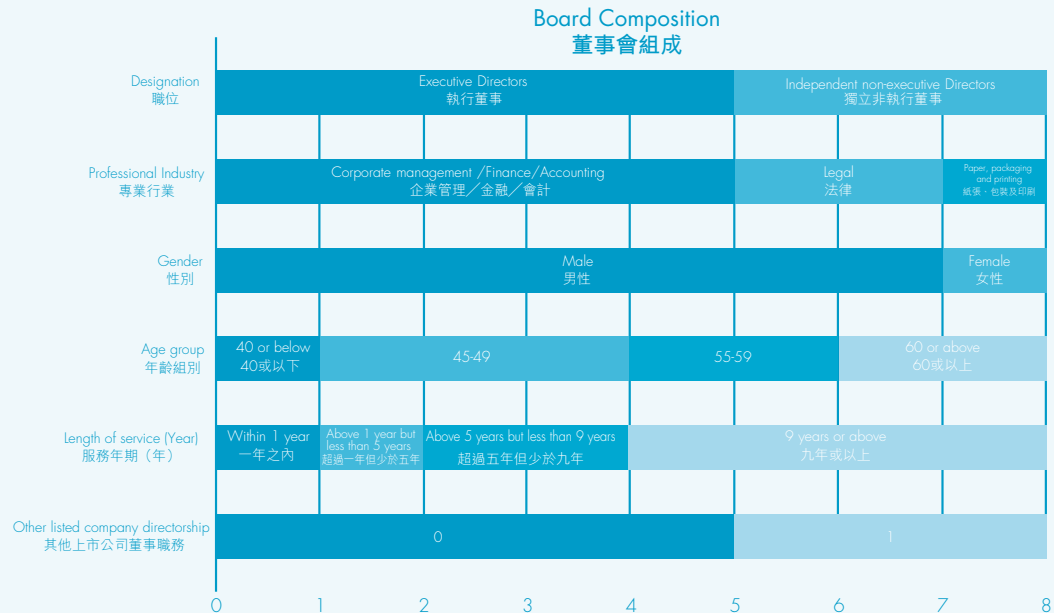 Board Composition
董事會組成
Designation
職位
Executive Directors
執行董事
Independent non-executive Directors
獨立非執行董事
Professional Industry
專業行業
Corporate management /Finance/Accounting
企業管理／金融／會計
Legal
法律
Paper, packaging
and printing
紙張、包裝及印刷
Gender
性別
Male
男性
Female
女性
Age group
年齡組別
40 or below
40或以下
45-49
55-59
60 or above
60或以上
Length of service (Year)
服務年期（年）
Within 1 year
一年之內
Above 1 year but
less than 5 years
超過一年但少於五年
Above 5 years but less than 9 years
超過五年但少於九年
9 years or above
九年或以上
Other listed company directorship
其他上市公司董事職務
0
1
0 1 2 3 4 5 6 7 8